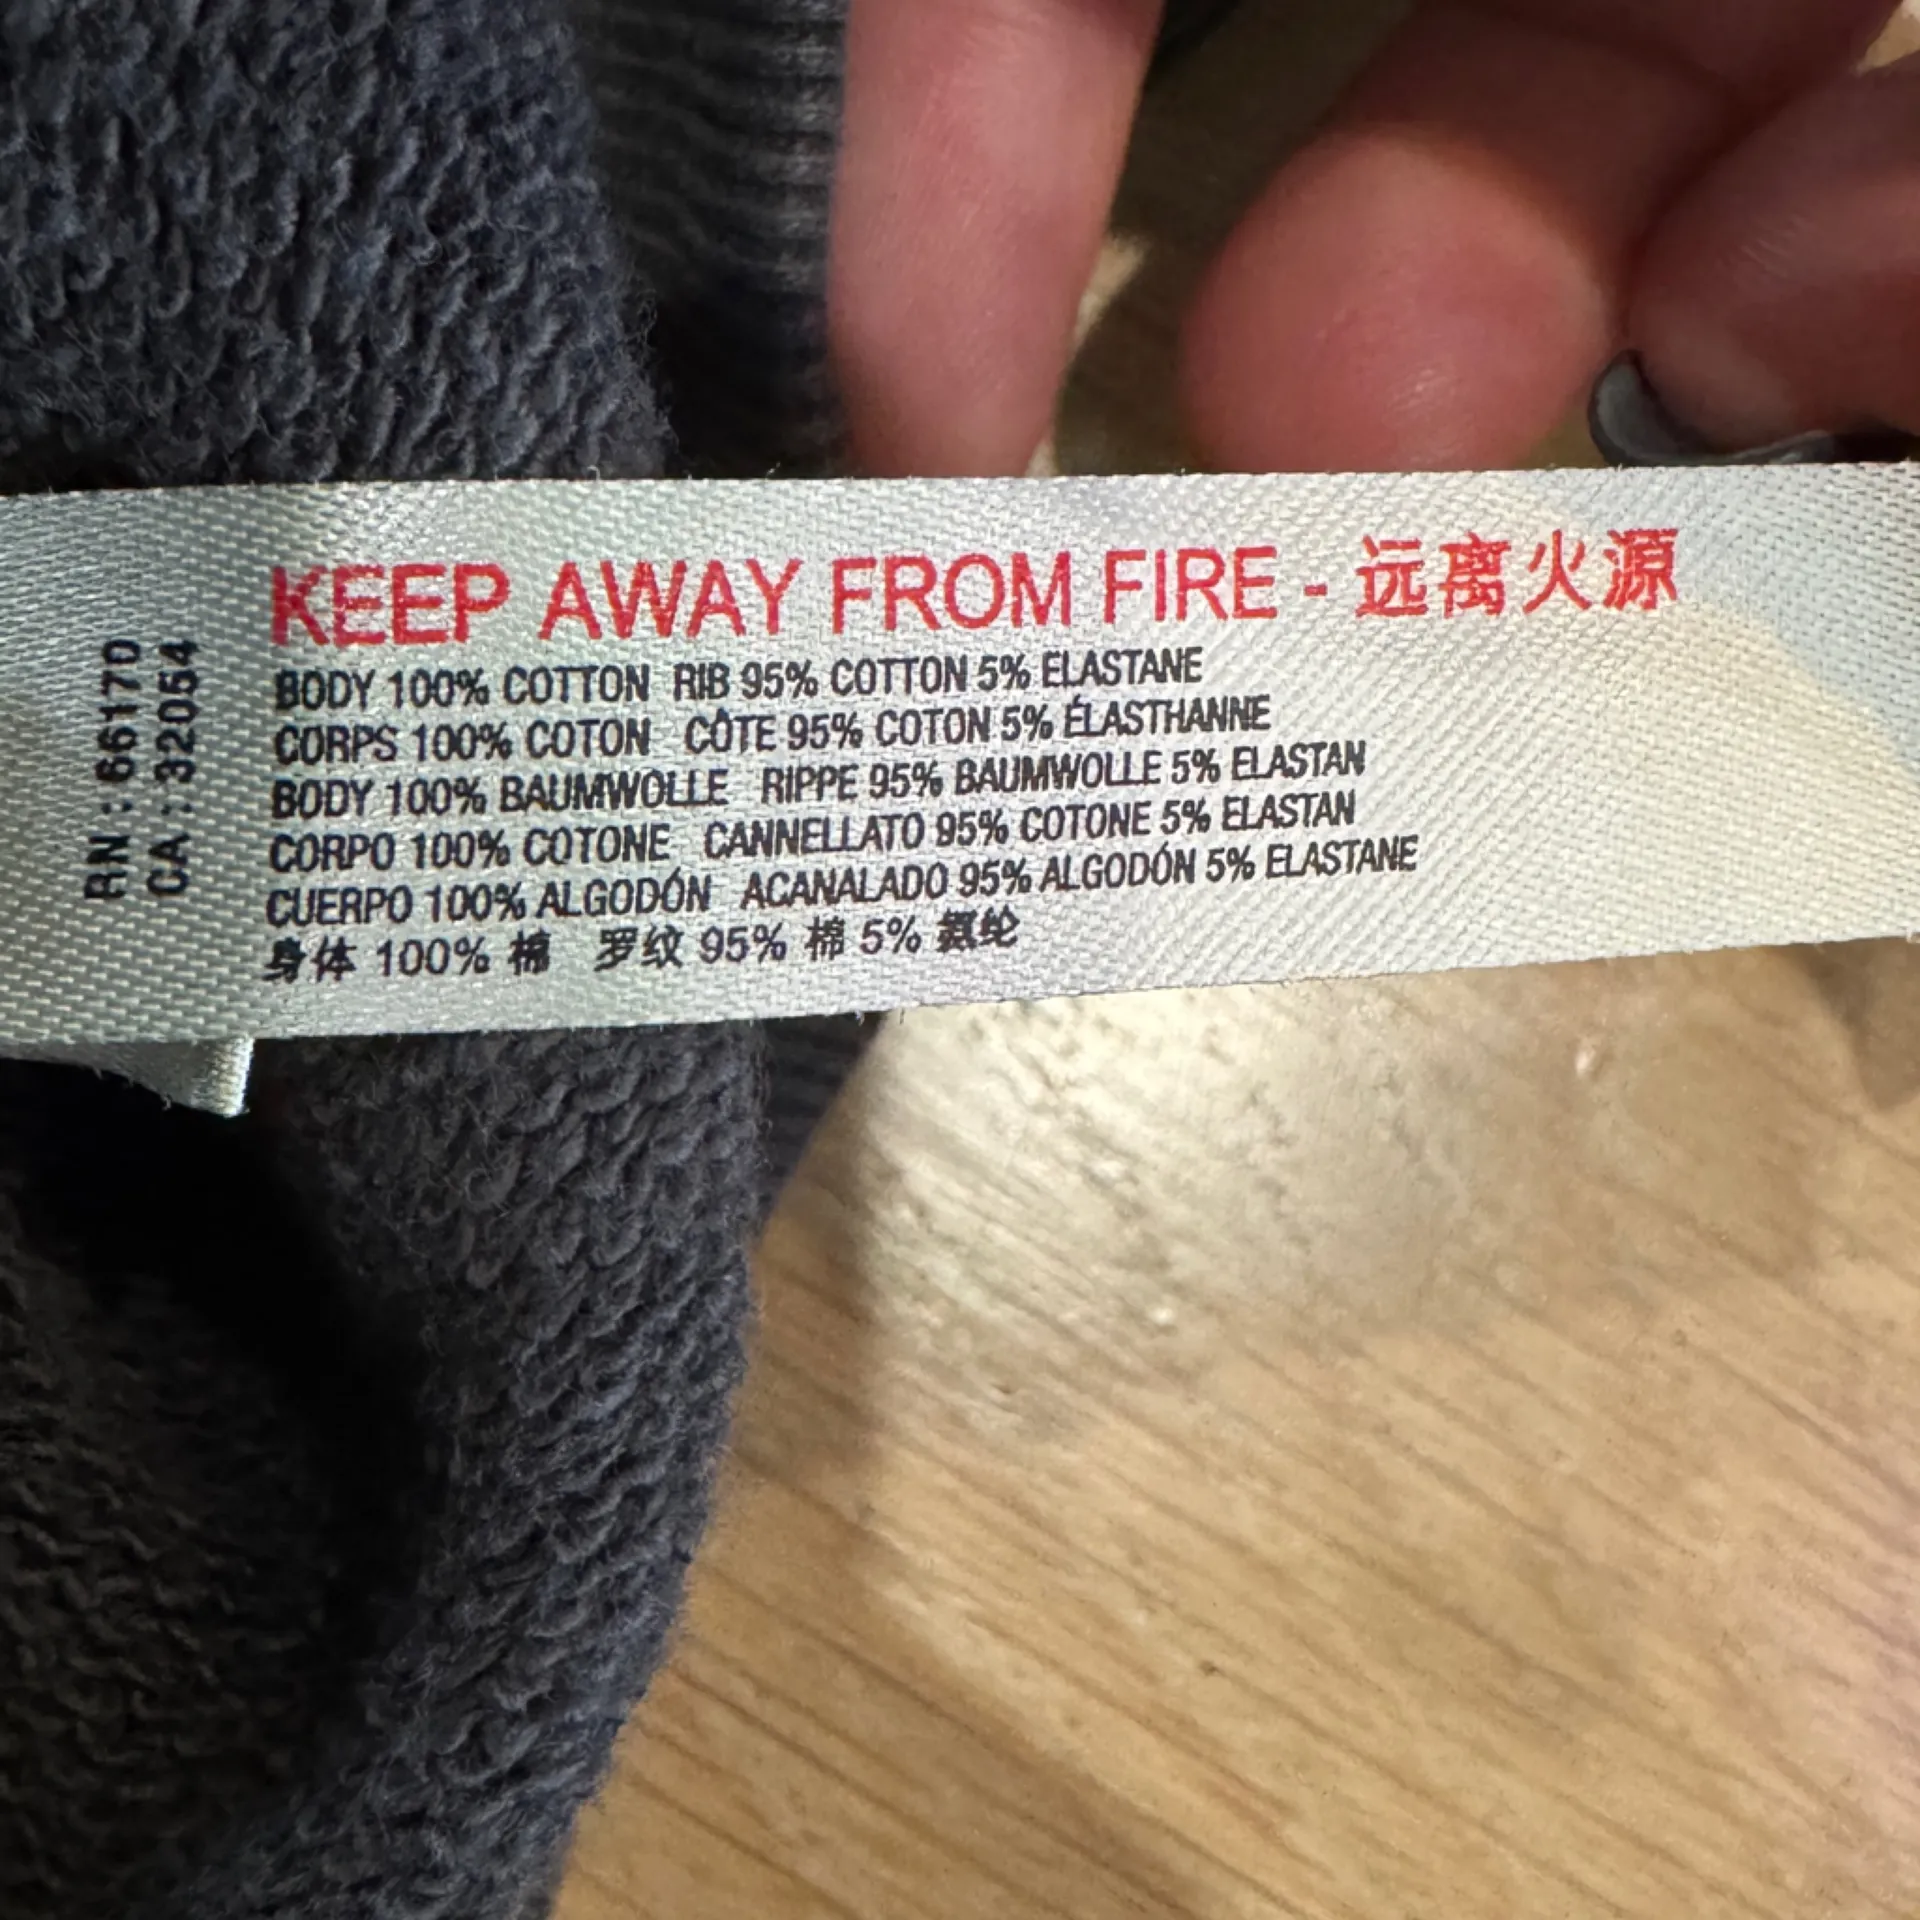 KEEP AWAY FROM FIRE - 远离火源
BODY 100% COTTON RIB 95% COTTON 5% ELASTANE
CORPS 100% COTON CÔTE 95% COTON 5% ÉLASTHANNE
BODY 100% BAUMWOLLE RIPPE 95% BAUMWOLLE 5% ELASTAN
CORPO 100% COTONE CANNELLATO 95% COTONE 5% ELASTAN
CUERPO 100% ALGODÓN ACANALADO 95% ALGODÓN 5% ELASTANE
身体 100% 棉 罗纹 95% 棉 5% 氨纶
RN : 66170
CA : 32054